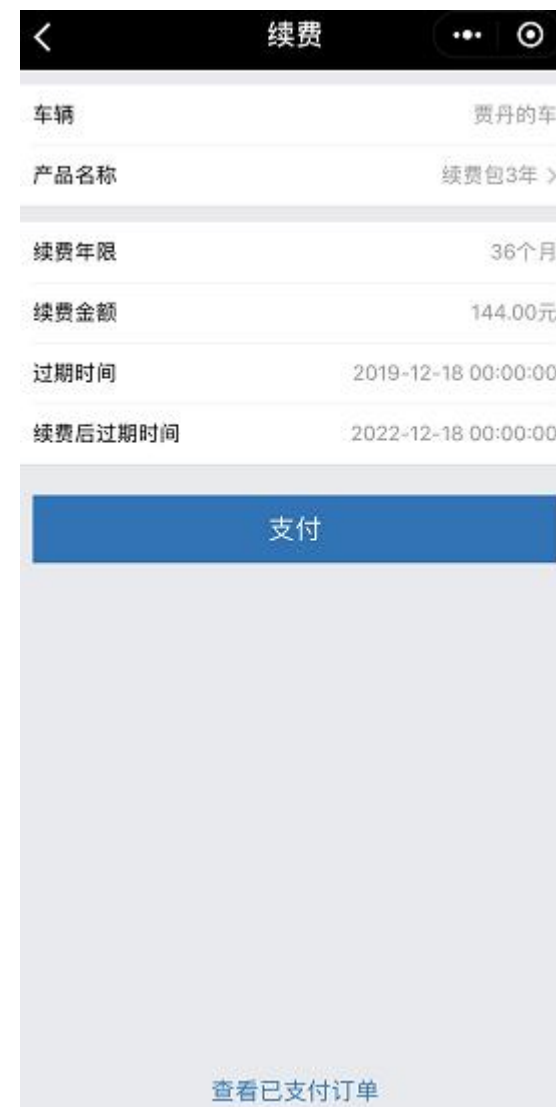 续费
车辆 贾丹的车
产品名称 续费包3年
续费年限 36个月
续费金额 144.00元
过期时间 2019-12-18 00:00:00
续费后过期时间 2022-12-18 00:00:00
支付
查看已支付订单